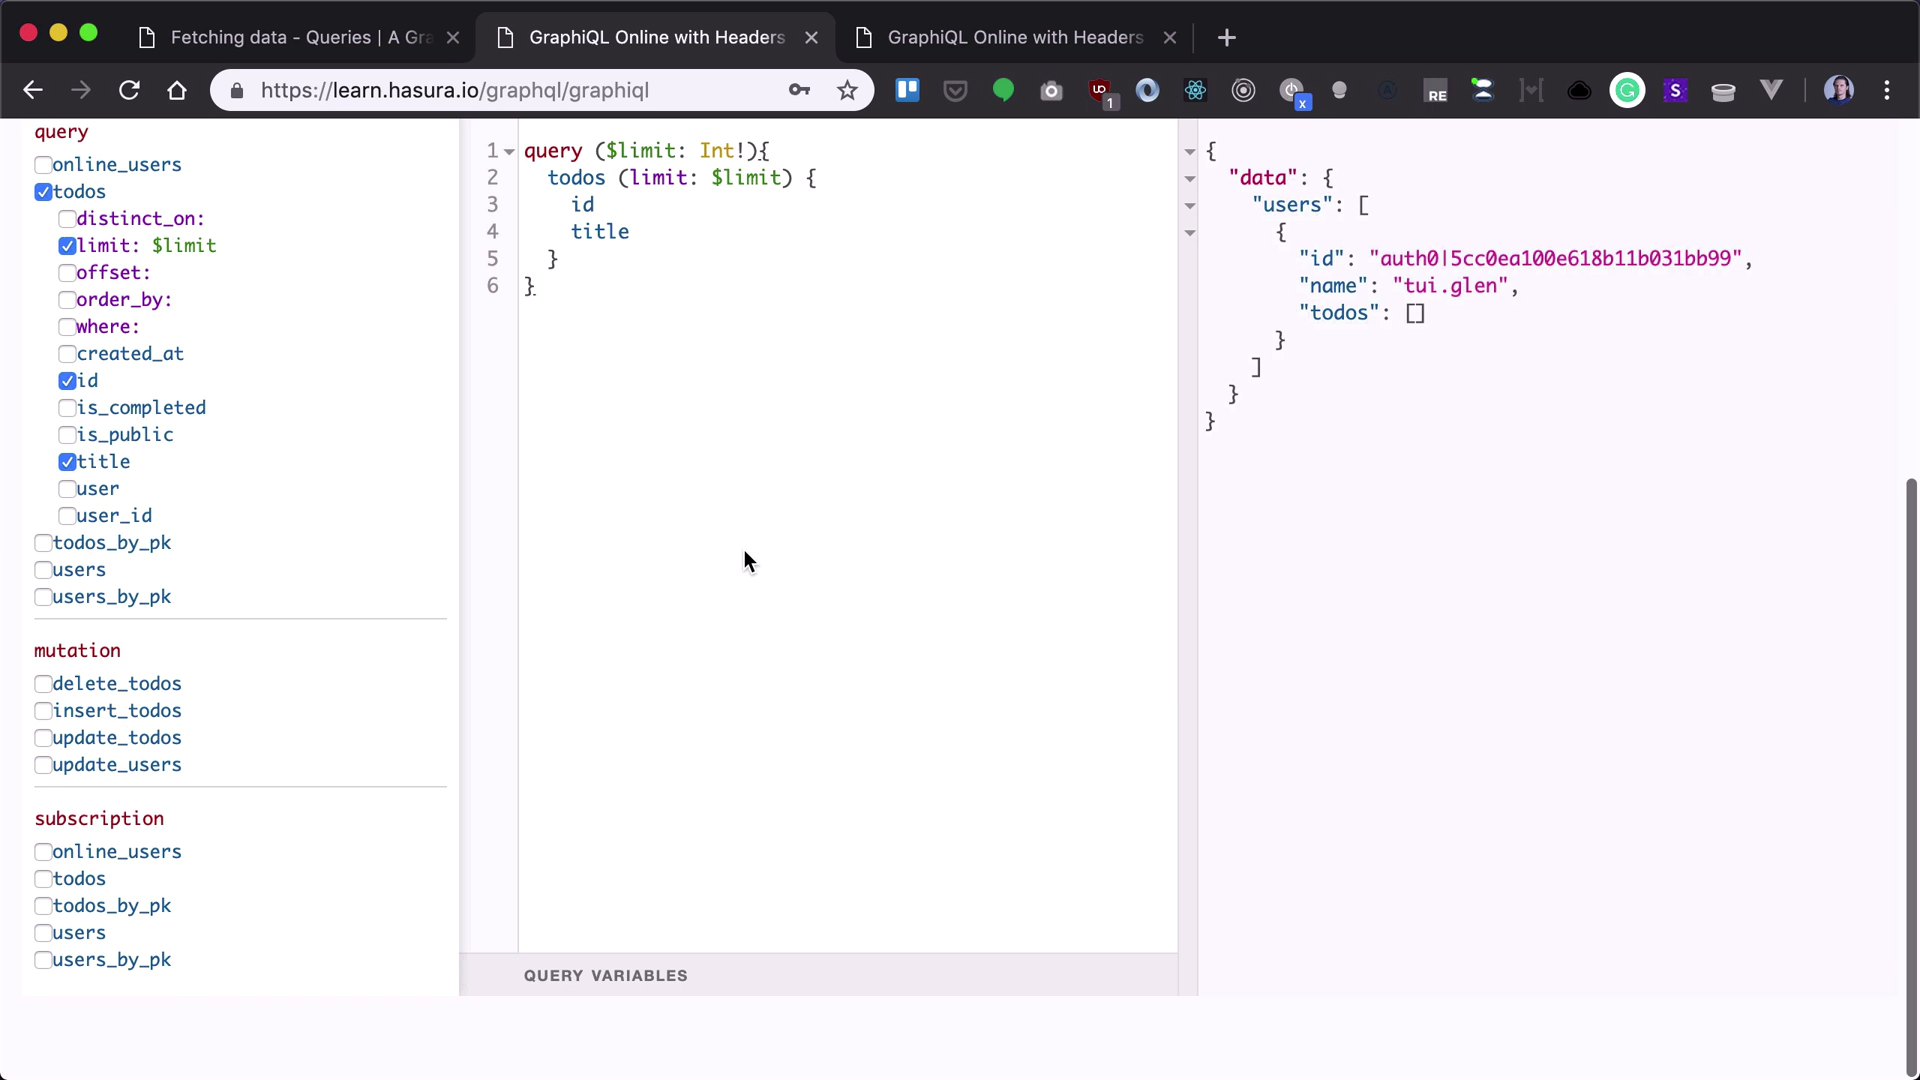 Fetching data - Queries | A Gra
GraphiQL Online with Headers
GraphiQL Online with Headers
https://learn.hasura.io/graphql/graphiql
UD
1
x
RE
G
S
query
online_users
todos
distinct_on:
limit: $limit
offset:
order_by:
where:
created_at
id
is_completed
is_public
title
user
user_id
todos_by_pk
users
users_by_pk
mutation
delete_todos
insert_todos
update_todos
update_users
subscription
online_users
todos
todos_by_pk
users
users_by_pk
1 query ($limit: Int!){
2 todos (limit: $limit) {
3 id
4 title
5 }
6 }
QUERY VARIABLES
{
"data": {
"users": [
{
"id": "auth0|5cc0ea100e618b11b031bb99",
"name": "tui.glen",
"todos": []
}
]
}
}